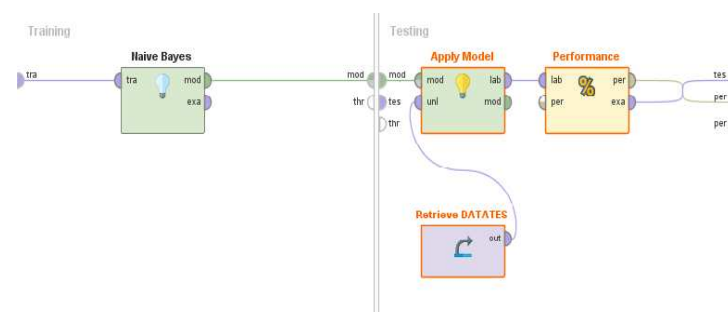 Training
Testing
Naive Bayes
Apply Model
Performance
tra
tra
mod
exa
mod
thr
mod
tes
thr
mod
unl
lab
mod
lab
per
per
exa
tes
per
per
Retrieve DATATES
out
%